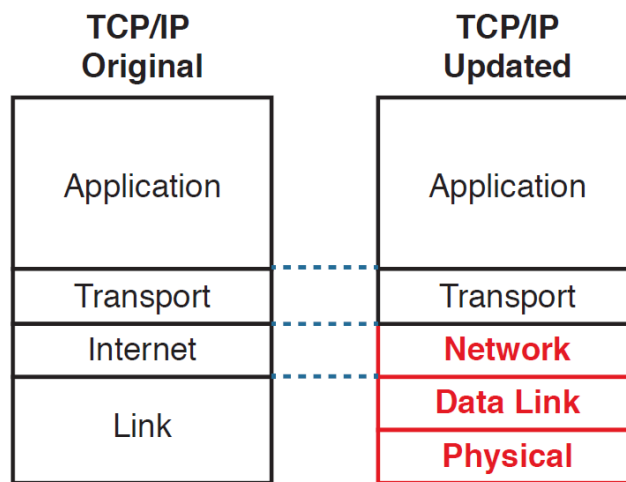 TCP/IP
Original
TCP/IP
Updated
Application
Transport
Internet
Link
Application
Transport
Network
Data Link
Physical